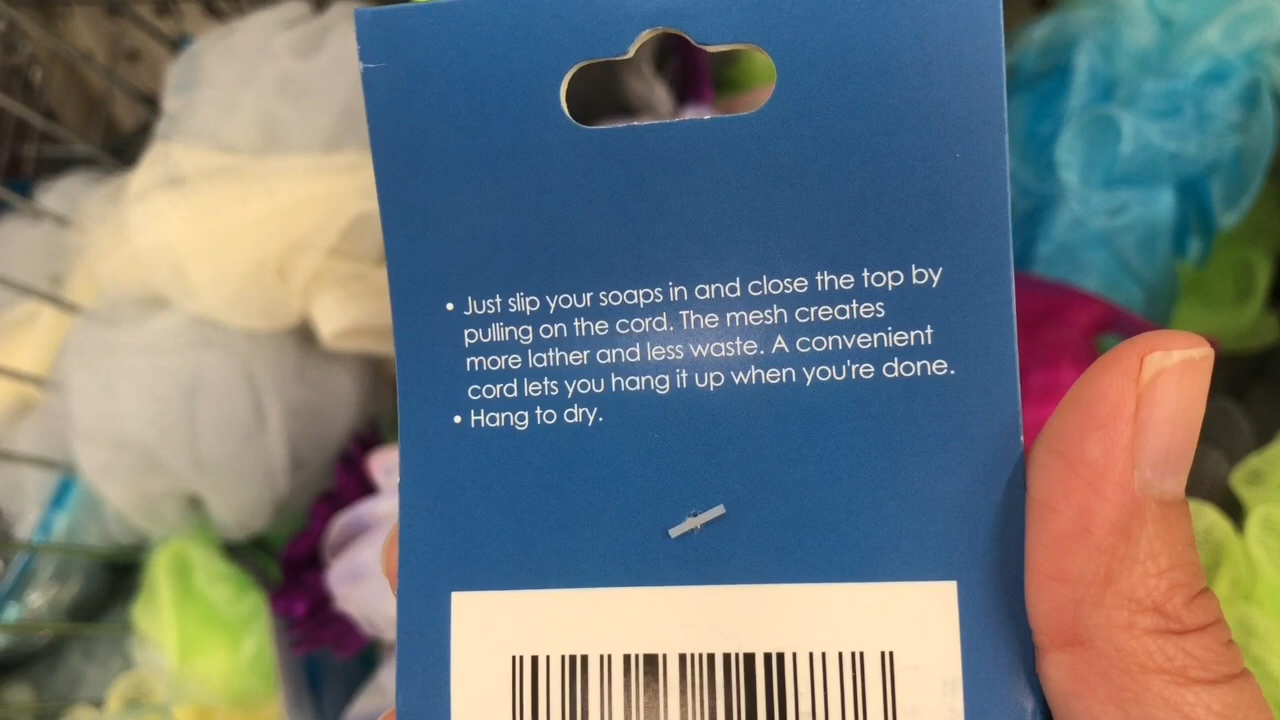 • Just slip your soaps in and close the top by
pulling on the cord. The mesh creates
more lather and less waste. A convenient
cord lets you hang it up when you're done.
• Hang to dry.